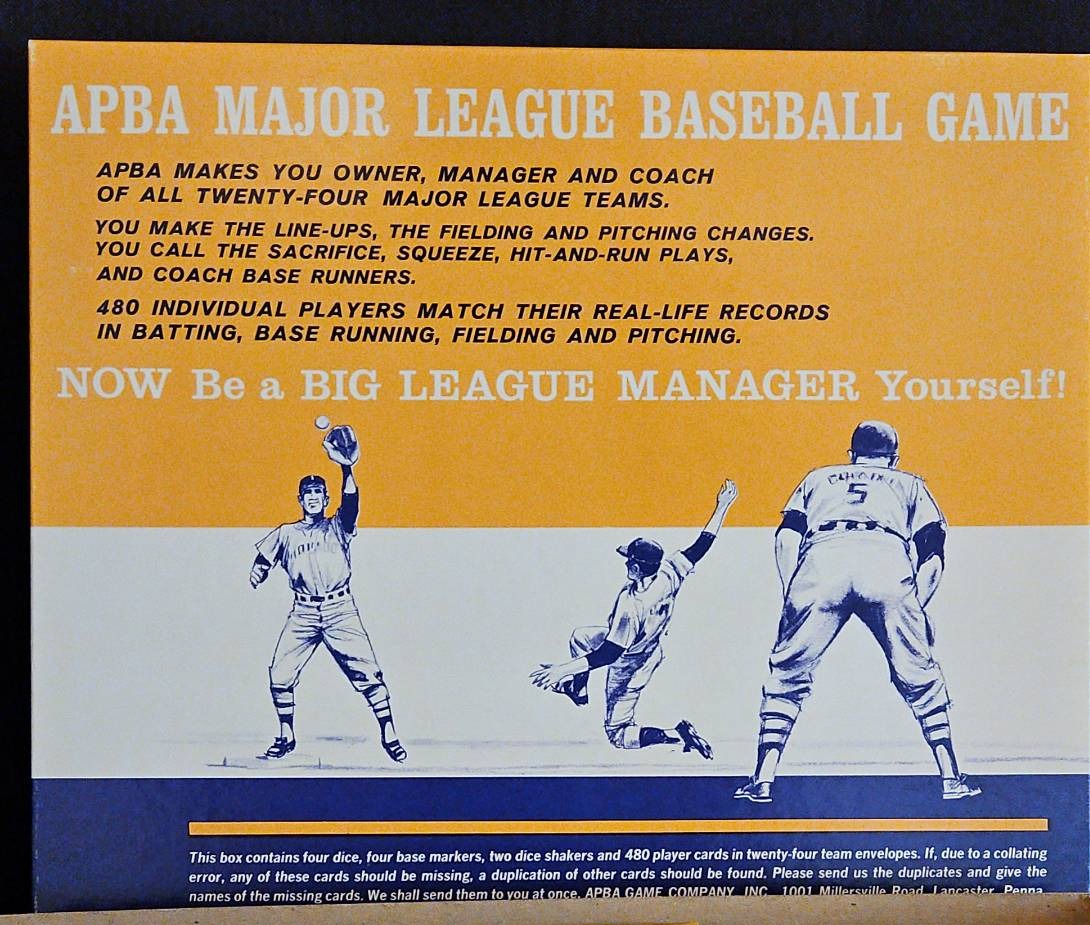 APBA MAJOR LEAGUE BASEBALL GAME
APBA MAKES YOU OWNER, MANAGER AND COACH
OF ALL TWENTY-FOUR MAJOR LEAGUE TEAMS.
YOU MAKE THE LINE-UPS, THE FIELDING AND PITCHING CHANGES.
YOU CALL THE SACRIFICE, SQUEEZE, HIT-AND-RUN PLAYS,
AND COACH BASE RUNNERS.
480 INDIVIDUAL PLAYERS MATCH THEIR REAL-LIFE RECORDS
IN BATTING, BASE RUNNING, FIELDING AND PITCHING.
NOW Be a BIG LEAGUE MANAGER Yourself!
5
This box contains four dice, four base markers, two dice shakers and 480 player cards in twenty-four team envelopes. If, due to a collating
error, any of these cards should be missing, a duplication of other cards should be found. Please send us the duplicates and give the
names of the missing cards. We shall send them to you at once. APBA GAME COMPANY, INC., 1001 Millersville Road, Lancaster, Penna.